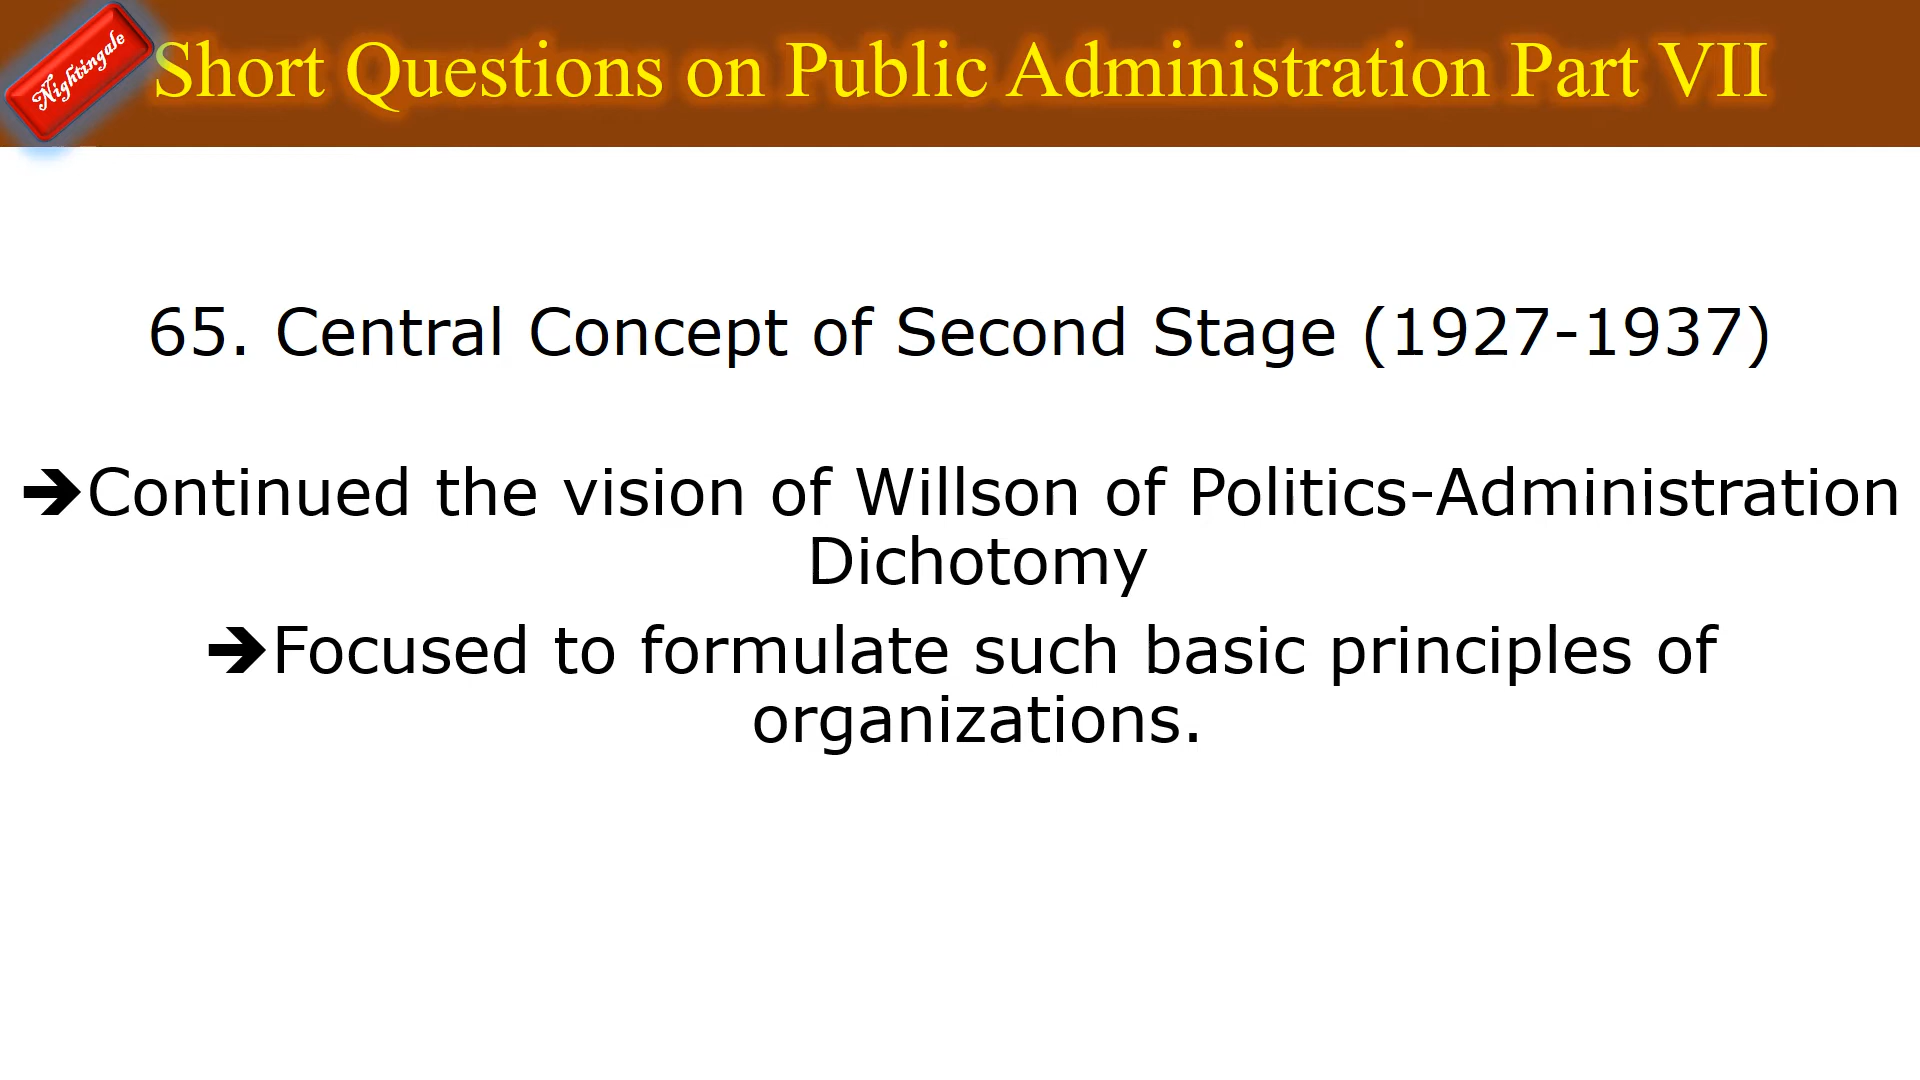 Nightingale
Short Questions on Public Administration Part VII
65. Central Concept of Second Stage (1927-1937)
➔Continued the vision of Willson of Politics-Administration
Dichotomy
➔Focused to formulate such basic principles of
organizations.